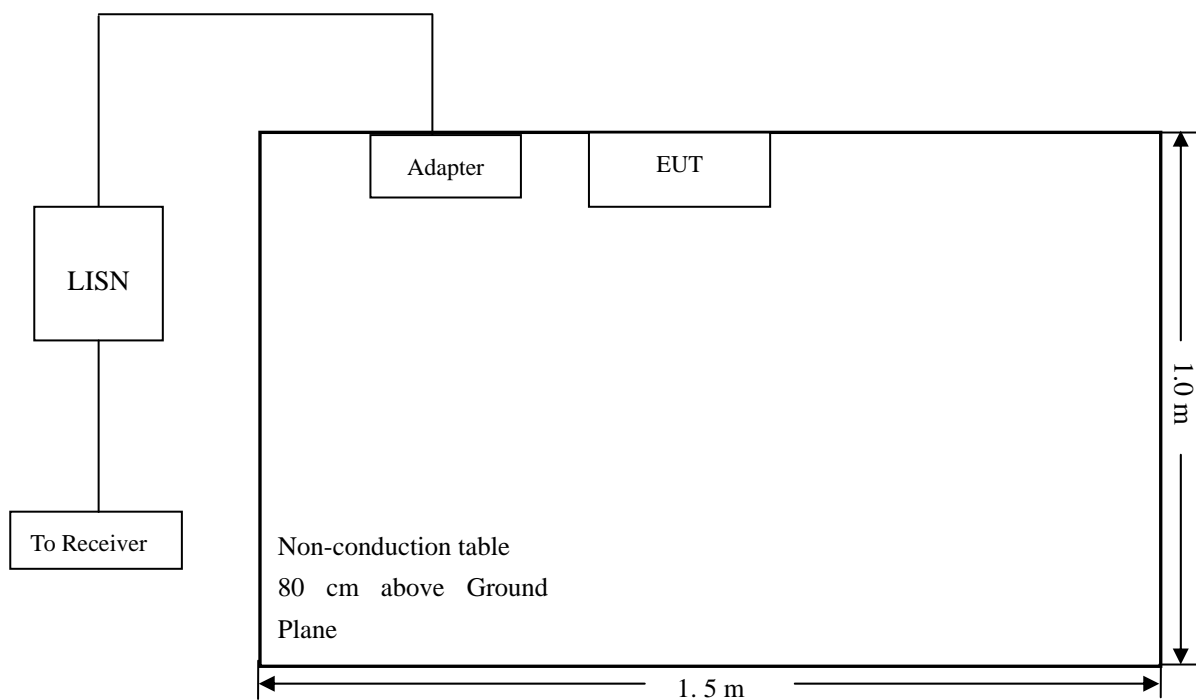 Adapter
EUT
LISN
1.0 m
To Receiver
Non-conduction table
80 cm above Ground
Plane
1. 5 m